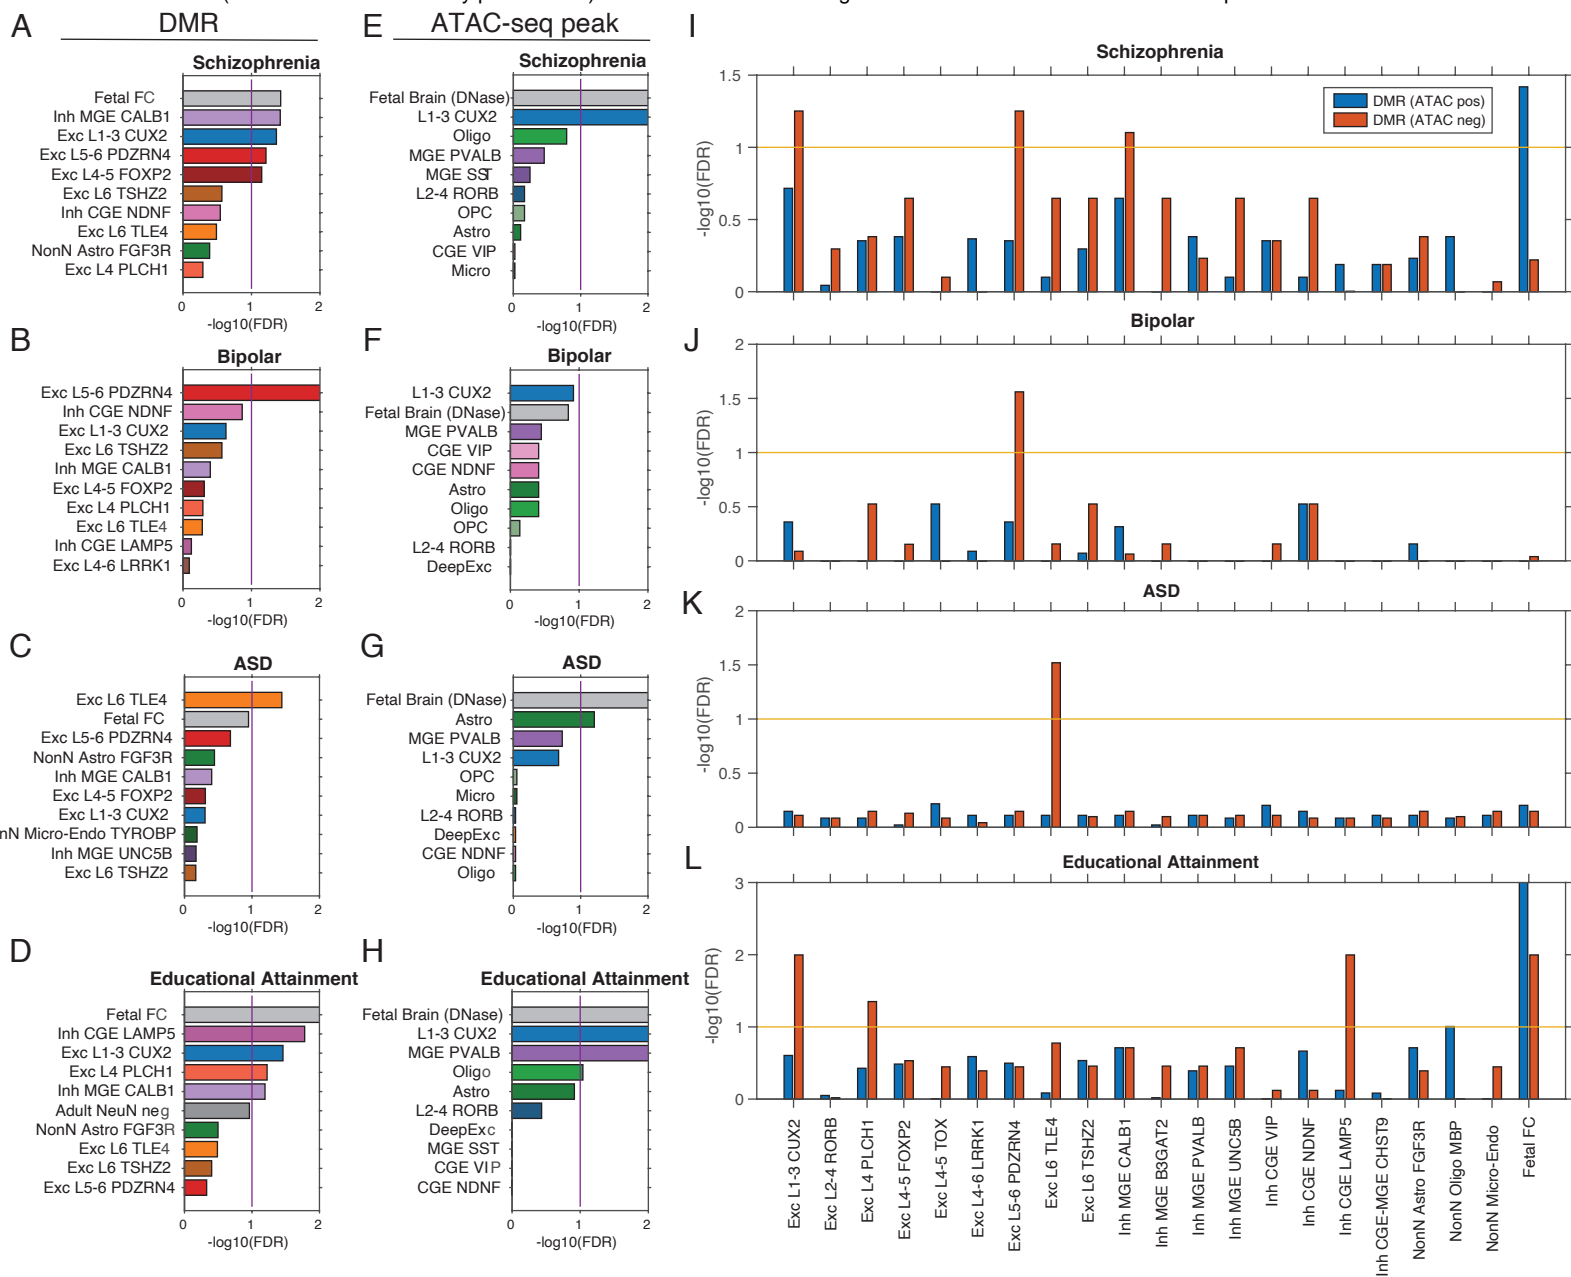 A
DMR
Schizophrenia
Fetal FC
Inh MGE CALB1
Exc L1-3 CUX2
Exc L5-6 PDZRN4
Exc L4-5 FOXP2
Exc L6 TSHZ2
Inh CGE NDNF
Exc L6 TLE4
NonN Astro FGF3R
Exc L4 PLCH1
0 1 2
-log10(FDR)
B
Bipolar
Exc L5-6 PDZRN4
Inh CGE NDNF
Exc L1-3 CUX2
Exc L6 TSHZ2
Inh MGE CALB1
Exc L4-5 FOXP2
Exc L4 PLCH1
Exc L6 TLE4
Inh CGE LAMP5
Exc L4-6 LRRK1
0 1 2
-log10(FDR)
C
ASD
Exc L6 TLE4
Fetal FC
Exc L5-6 PDZRN4
NonN Astro FGF3R
Inh MGE CALB1
Exc L4-5 FOXP2
Exc L1-3 CUX2
nN Micro-Endo TYROBP
Inh MGE UNC5B
Exc L6 TSHZ2
0 1 2
-log10(FDR)
D
Educational Attainment
Fetal FC
Inh CGE LAMP5
Exc L1-3 CUX2
Exc L4 PLCH1
Inh MGE CALB1
Adult NeuN neg
NonN Astro FGF3R
Exc L6 TLE4
Exc L6 TSHZ2
Exc L5-6 PDZRN4
0 1 2
-log10(FDR)
E
ATAC-seq peak
Schizophrenia
Fetal Brain (DNase)
L1-3 CUX2
Oligo
MGE PVALB
MGE SST
L2-4 RORB
OPC
Astro
CGE VIP
Micro
0 1 2
-log10(FDR)
F
Bipolar
L1-3 CUX2
Fetal Brain (DNase)
MGE PVALB
CGE VIP
CGE NDNF
Astro
Oligo
OPC
L2-4 RORB
DeepExc
0 1 2
-log10(FDR)
G
ASD
Fetal Brain (DNase)
Astro
MGE PVALB
L1-3 CUX2
OPC
Micro
L2-4 RORB
DeepExc
CGE NDNF
Oligo
0 1 2
-log10(FDR)
H
Educational Attainment
Fetal Brain (DNase)
L1-3 CUX2
MGE PVALB
Oligo
Astro
L2-4 RORB
DeepExc
MGE SST
CGE VIP
CGE NDNF
0 1 2
-log10(FDR)
I
Schizophrenia
DMR (ATAC pos)
DMR (ATAC neg)
1.5
1
0.5
0
-log10(FDR)
J
Bipolar
2
1.5
1
0.5
0
-log10(FDR)
K
ASD
2
1.5
1
0.5
0
-log10(FDR)
L
Educational Attainment
3
2
1
0
-log10(FDR)
Exc L1-3 CUX2
Exc L2-4 RORB
Exc L4 PLCH1
Exc L4-5 FOXP2
Exc L4-5 TOX
Exc L4-6 LRRK1
Exc L5-6 PDZRN4
Exc L6 TLE4
Exc L6 TSHZ2
Inh MGE CALB1
Inh MGE B3GAT2
Inh MGE PVALB
Inh MGE UNC5B
Inh CGE VIP
Inh CGE NDNF
Inh CGE LAMP5
Inh CGE-MGE CHST9
NonN Astro FGF3R
NonN Oligo MBP
NonN Micro-Endo
Fetal FC